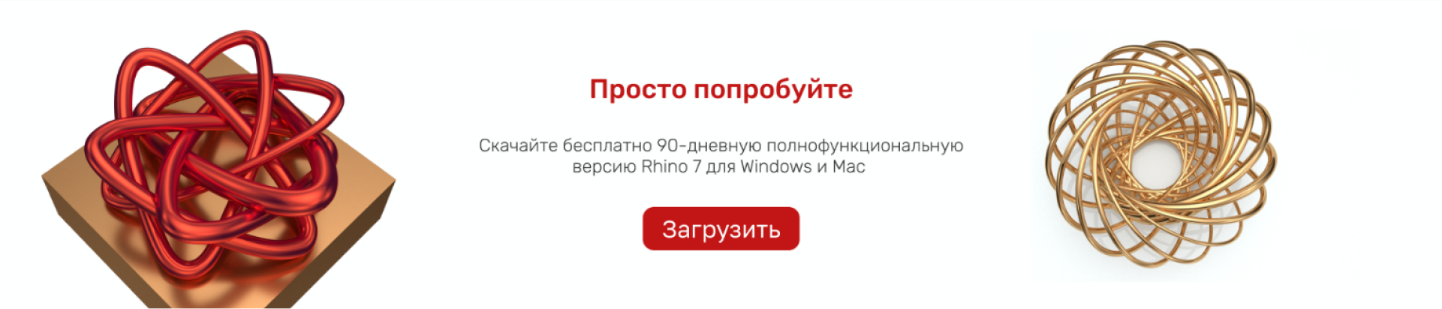 Просто попробуйте
Скачайте бесплатно 90-дневную полнофункциональную
версию Rhino 7 для Windows и Mac
Загрузить